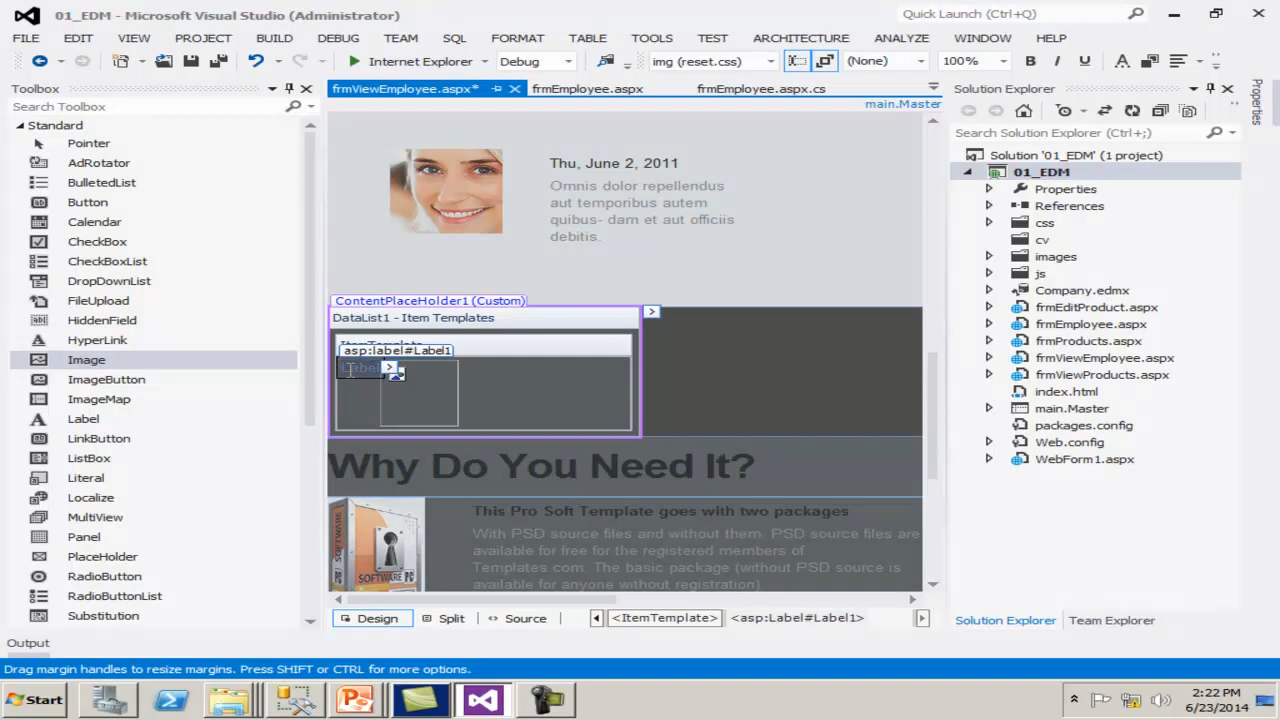 01_EDM - Microsoft Visual Studio (Administrator)
Quick Launch (Ctrl+Q)
FILE EDIT VIEW PROJECT BUILD DEBUG TEAM SQL FORMAT TABLE TOOLS TEST ARCHITECTURE ANALYZE WINDOW HELP
Internet Explorer Debug img (reset.css) (None) 100% B I U
Toolbox
Search Toolbox
Standard
Pointer
AdRotator
BulletedList
Button
Calendar
CheckBox
CheckBoxList
DropDownList
FileUpload
HiddenField
HyperLink
Image
ImageButton
ImageMap
Label
LinkButton
ListBox
Literal
Localize
MultiView
Panel
PlaceHolder
RadioButton
RadioButtonList
Substitution
Output
frmViewEmployee.aspx* frmEmployee.aspx frmEmployee.aspx.cs
main.Master
Thu, June 2, 2011
Omnis dolor repellendus
aut temporibus autem
quibus- dam et aut officiis
debitis.
ContentPlaceHolder1 (Custom)
DataList1 - Item Templates
ItemTemplate
asp:label#Label1
Label
Why Do You Need It?
This Pro Soft Template goes with two packages
With PSD source files and without them. PSD source files are
available for free for the registered members of
Templates.com. The basic package (without PSD source is
available for anyone without registration)
SOFTWARE PC
Design Split Source <ItemTemplate> <asp:Label#Label1>
Solution Explorer
Search Solution Explorer (Ctrl+;)
Solution '01_EDM' (1 project)
01_EDM
Properties
References
css
cv
images
js
Company.edmx
frmEditProduct.aspx
frmEmployee.aspx
frmProducts.aspx
frmViewEmployee.aspx
frmViewProducts.aspx
index.html
main.Master
packages.config
Web.config
WebForm1.aspx
Solution Explorer Team Explorer
Properties
Drag margin handles to resize margins. Press SHIFT or CTRL for more options.
Start
2:22 PM
6/23/2014